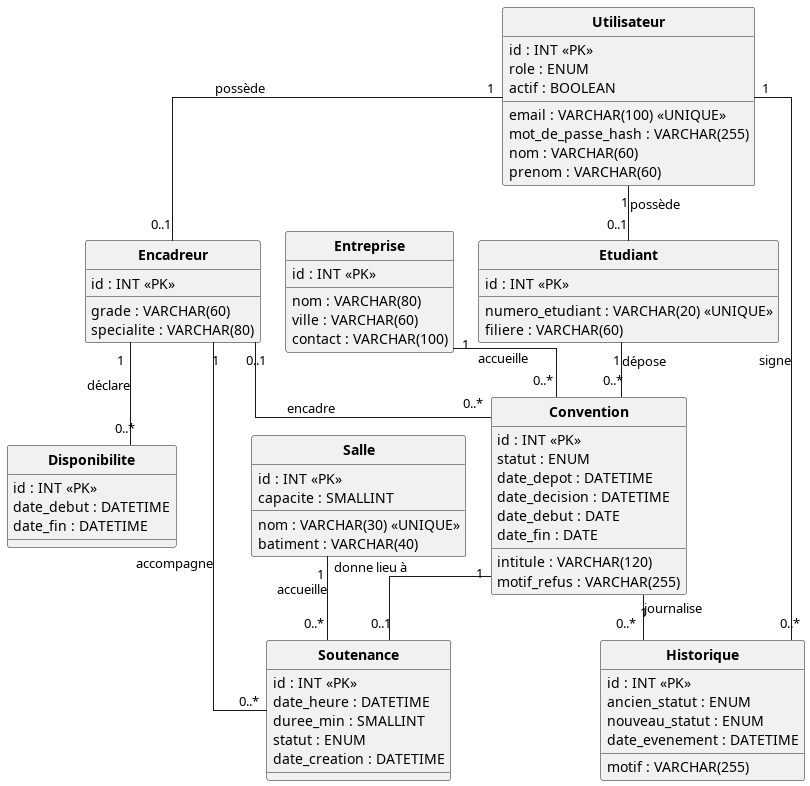 Utilisateur
id : INT «PK»
role : ENUM
actif : BOOLEAN
email : VARCHAR(100) «UNIQUE»
mot_de_passe_hash : VARCHAR(255)
nom : VARCHAR(60)
prenom : VARCHAR(60)
possède
1
1
0..1
1
possède
0..1
Encadreur
id : INT «PK»
grade : VARCHAR(60)
specialite : VARCHAR(80)
Entreprise
id : INT «PK»
nom : VARCHAR(80)
ville : VARCHAR(60)
contact : VARCHAR(100)
Etudiant
id : INT «PK»
numero_etudiant : VARCHAR(20) «UNIQUE»
filiere : VARCHAR(60)
1
1
0..1
1
accueille
0..*
1
dépose
0..*
signe
déclare
0..*
encadre
0..*
Disponibilite
id : INT «PK»
date_debut : DATETIME
date_fin : DATETIME
Salle
id : INT «PK»
capacite : SMALLINT
nom : VARCHAR(30) «UNIQUE»
batiment : VARCHAR(40)
Convention
id : INT «PK»
statut : ENUM
date_depot : DATETIME
date_decision : DATETIME
date_debut : DATE
date_fin : DATE
intitule : VARCHAR(120)
motif_refus : VARCHAR(255)
accompagne
0..*
1
accueille
0..*
donne lieu à
1
0..1
1
journalise
0..*
0..*
Soutenance
id : INT «PK»
date_heure : DATETIME
duree_min : SMALLINT
statut : ENUM
date_creation : DATETIME
Historique
id : INT «PK»
ancien_statut : ENUM
nouveau_statut : ENUM
date_evenement : DATETIME
motif : VARCHAR(255)